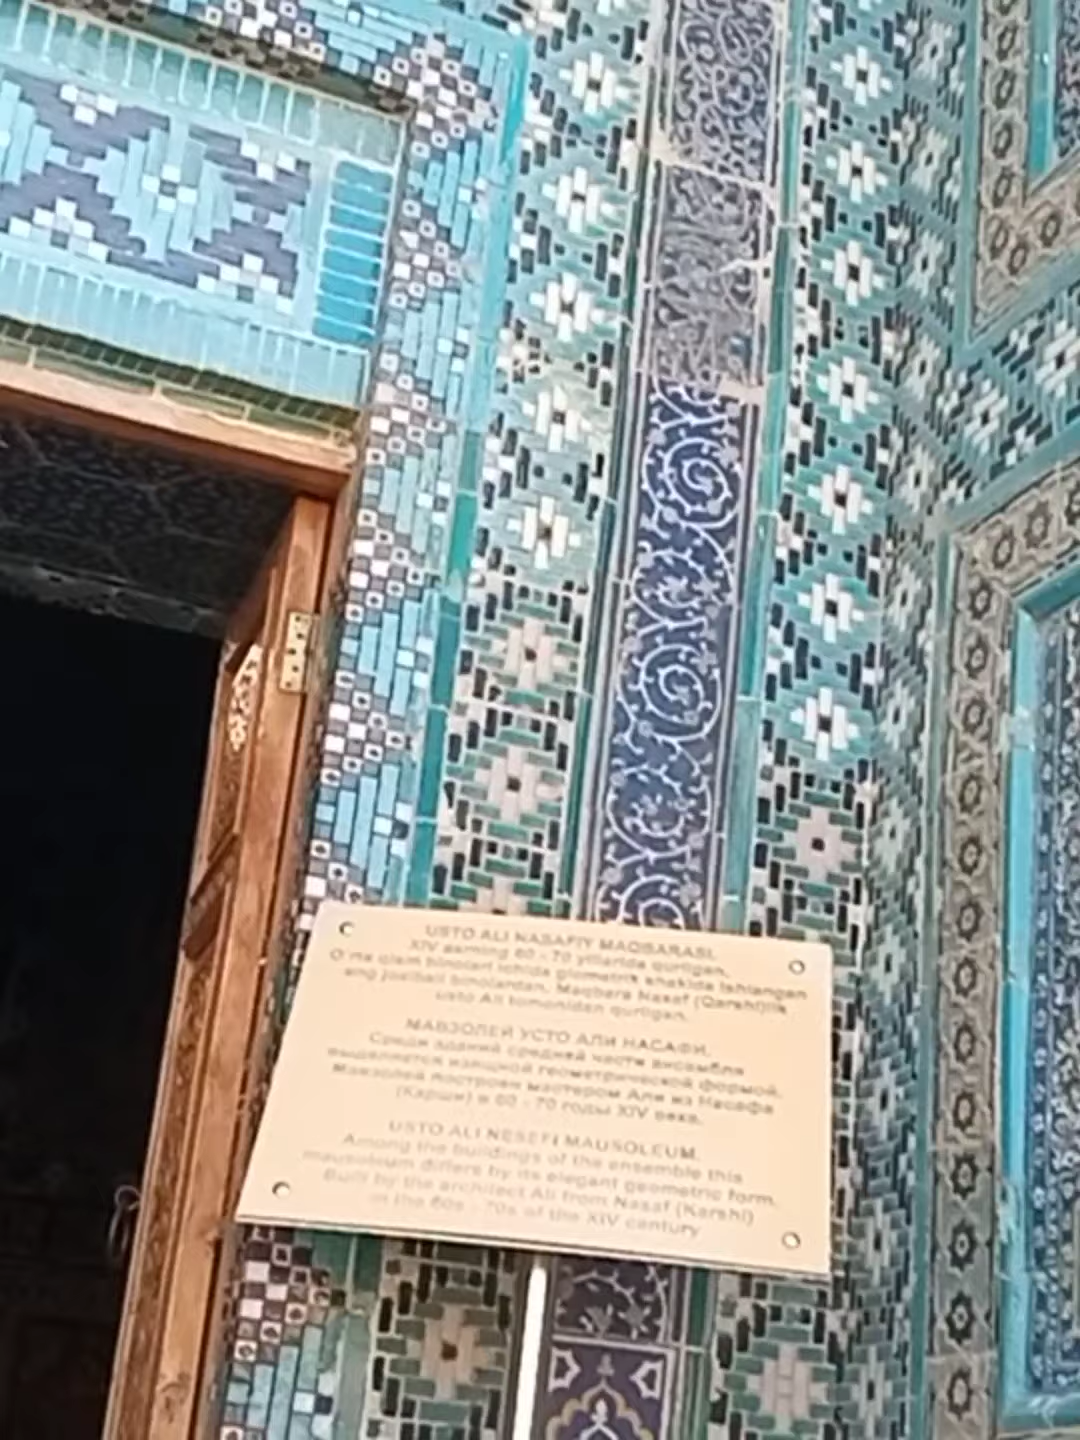 USTO ALI NASAFIY MAQBARASI.
XIV asrning 60 - 70 yillarida qurilgan.
binolari ichida giometrik shaklda ishlangan
eng binolardan. Maqbara Nasaf (Qarshi)lik
usto Ali tomonidan qurilgan.
МАВЗОЛЕЙ УСТО АЛИ НАСАФИ.
Среди зданий средней части ансамбля
выделяется изящной геометрической формой.
Мавзолей построен мастером Али из Насафа
(Карши) в 60 - 70 годы XIV века.
USTO ALI NESEFI MAUSOLEUM.
Among the buildings of the ensemble this
mausoleum differs by its elegant geometric form.
Built by the architect Ali from Nasaf (Karshi)
in the 60s - 70s of the XIV century